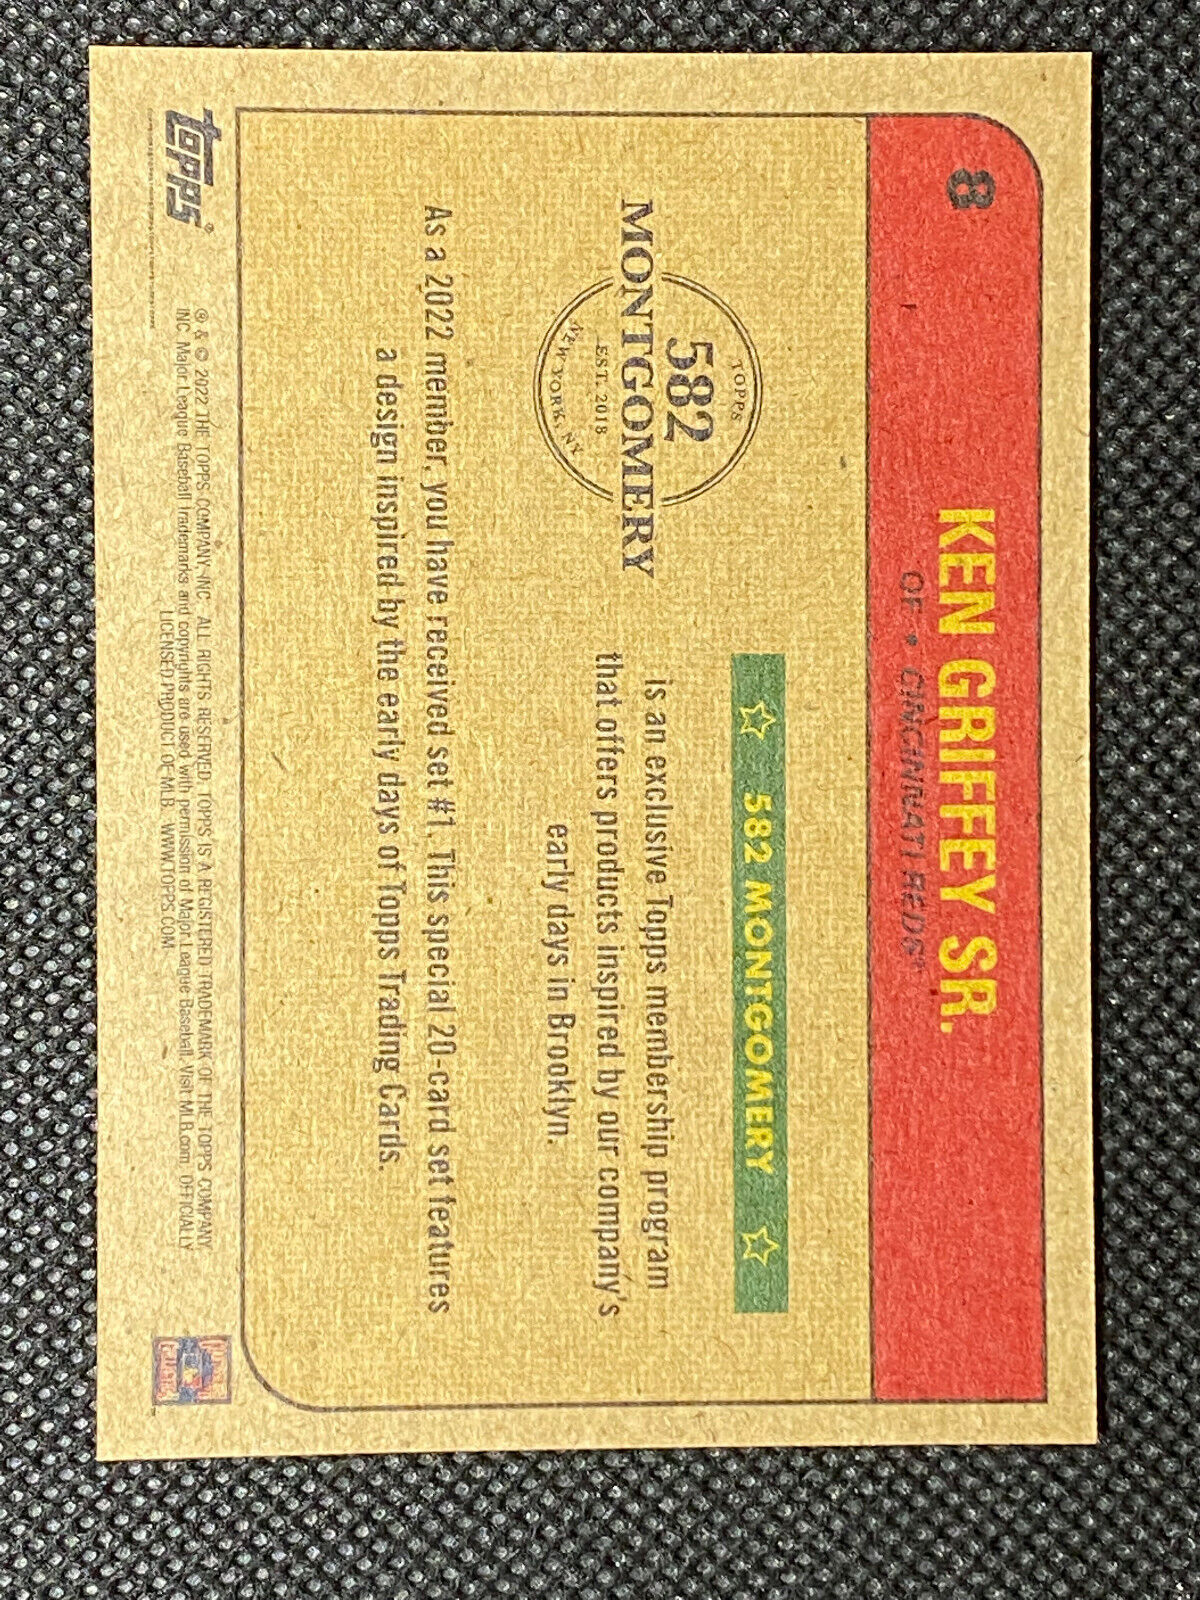 8
KEN GRIFFEY SR.
OF • CINCINNATI REDS®
TOPPS
582
MONTGOMERY
EST. 2018
NEW YORK, NY
☆ 582 MONTGOMERY ☆
is an exclusive Topps membership program
that offers products inspired by our company's
early days in Brooklyn.
As a 2022 member, you have received set #1. This special 20-card set features
a design inspired by the early days of Topps Trading Cards.
topps®
® & © 2022 THE TOPPS COMPANY, INC. ALL RIGHTS RESERVED. TOPPS IS A REGISTERED TRADEMARK OF THE TOPPS COMPANY,
INC. Major League Baseball trademarks and copyrights are used with permission of Major League Baseball. Visit MLB.com. OFFICIALLY
LICENSED PRODUCT OF MLB. WWW.TOPPS.COM